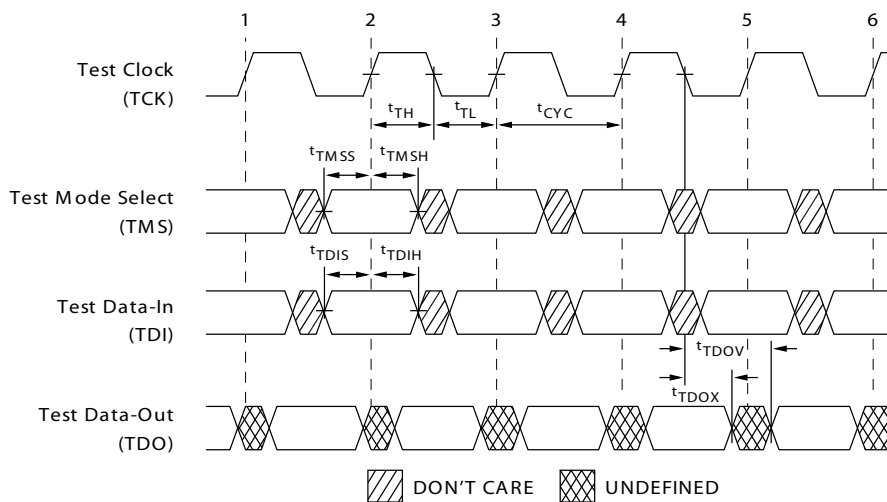 1 2 3 4 5 6
Test Clock
(TCK)
tTH tTL tCYC
tTMSS tTMSH
Test Mode Select
(TMS)
tTDIS tTDIH
Test Data-In
(TDI)
tTDOV
tTDOX
Test Data-Out
(TDO)
DON'T CARE UNDEFINED